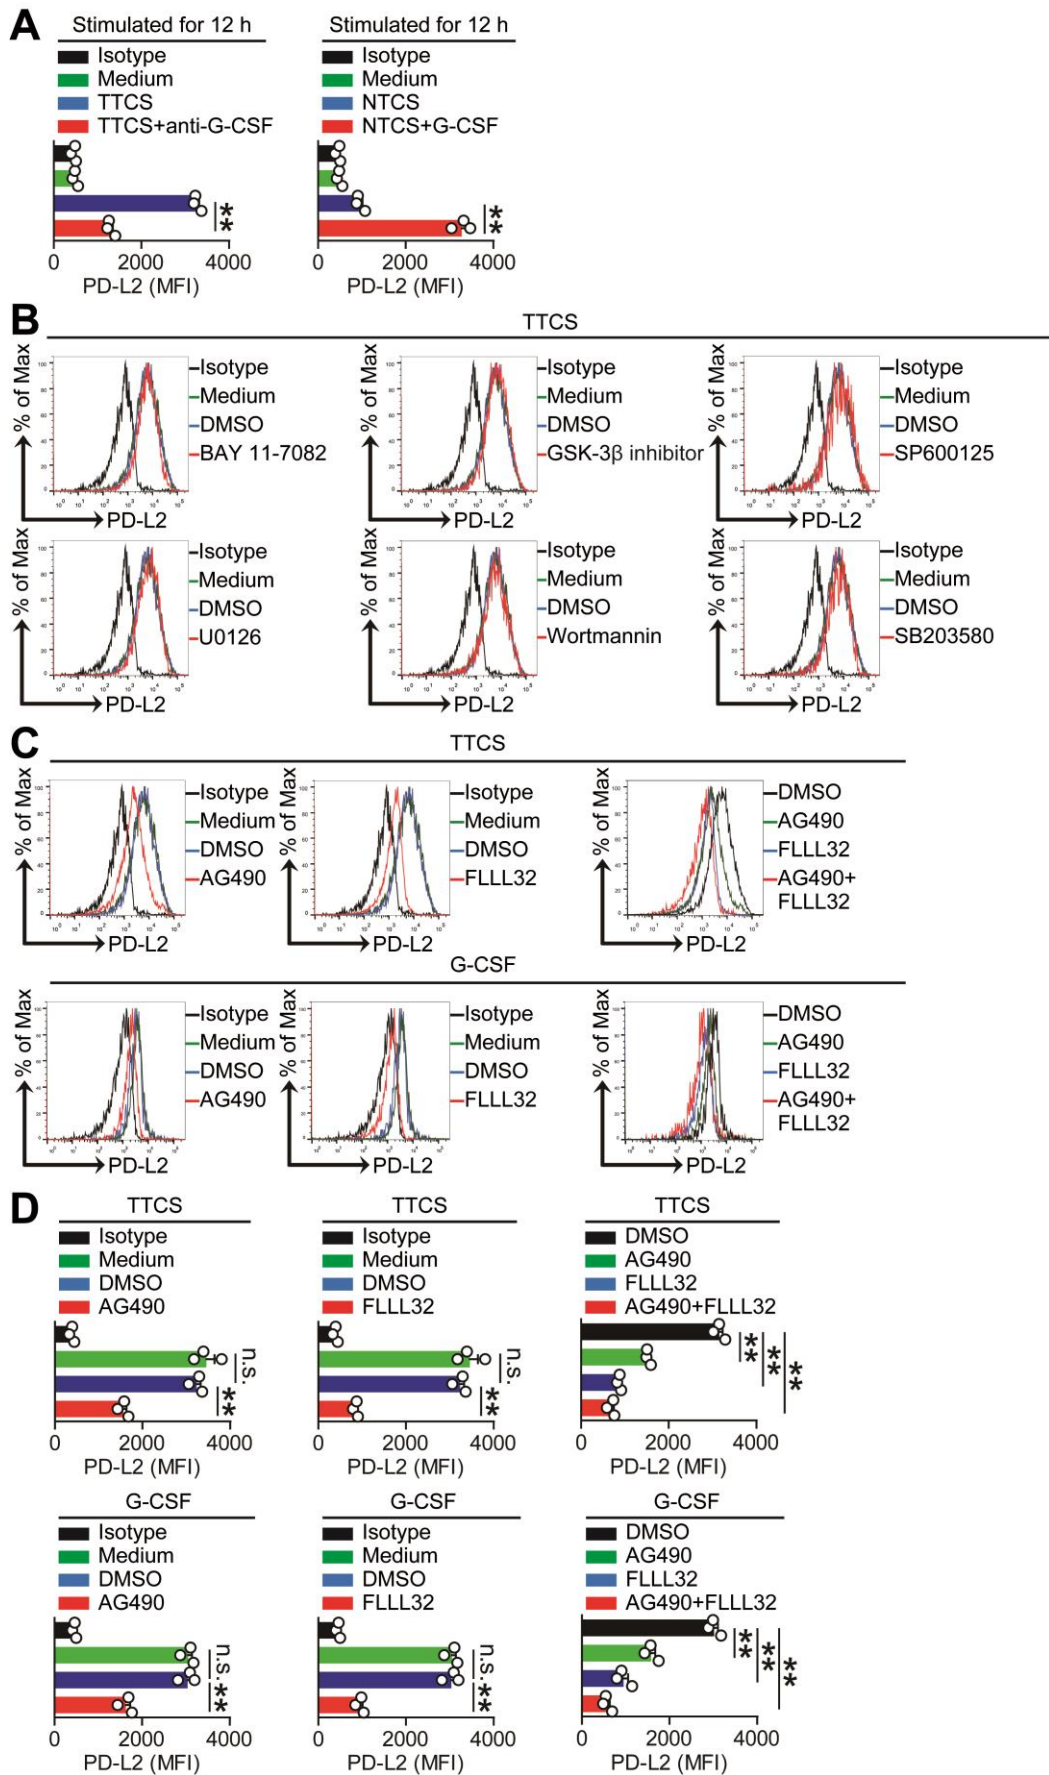 A
Stimulated for 12 h
Isotype
Medium
TTCS
TTCS+anti-G-CSF
**
0 2000 4000
PD-L2 (MFI)
Stimulated for 12 h
Isotype
Medium
NTCS
NTCS+G-CSF
**
0 2000 4000
PD-L2 (MFI)
B
TTCS
% of Max
Isotype
Medium
DMSO
BAY 11-7082
PD-L2
% of Max
Isotype
Medium
DMSO
GSK-3β inhibitor
PD-L2
% of Max
Isotype
Medium
DMSO
SP600125
PD-L2
% of Max
Isotype
Medium
DMSO
U0126
PD-L2
% of Max
Isotype
Medium
DMSO
Wortmannin
PD-L2
% of Max
Isotype
Medium
DMSO
SB203580
PD-L2
C
TTCS
% of Max
Isotype
Medium
DMSO
AG490
PD-L2
% of Max
Isotype
Medium
DMSO
FLLL32
PD-L2
% of Max
DMSO
AG490
FLLL32
AG490+
FLLL32
PD-L2
G-CSF
% of Max
Isotype
Medium
DMSO
AG490
PD-L2
% of Max
Isotype
Medium
DMSO
FLLL32
PD-L2
% of Max
DMSO
AG490
FLLL32
AG490+
FLLL32
PD-L2
D
TTCS
Isotype
Medium
DMSO
AG490
n.s.
**
0 2000 4000
PD-L2 (MFI)
TTCS
Isotype
Medium
DMSO
FLLL32
n.s.
**
0 2000 4000
PD-L2 (MFI)
TTCS
DMSO
AG490
FLLL32
AG490+FLLL32
**
**
**
0 2000 4000
PD-L2 (MFI)
G-CSF
Isotype
Medium
DMSO
AG490
n.s.
**
0 2000 4000
PD-L2 (MFI)
G-CSF
Isotype
Medium
DMSO
FLLL32
n.s.
**
0 2000 4000
PD-L2 (MFI)
G-CSF
DMSO
AG490
FLLL32
AG490+FLLL32
**
**
**
0 2000 4000
PD-L2 (MFI)